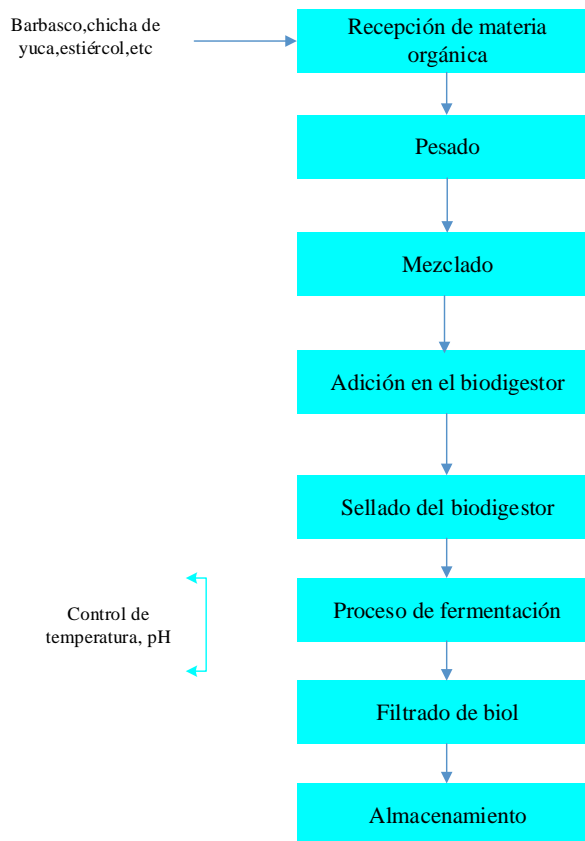 Barbasco,chicha de
yuca,estiércol,etc
Recepción de materia
orgánica
Pesado
Mezclado
Adición en el biodigestor
Sellado del biodigestor
Control de
temperatura, pH
Proceso de fermentación
Filtrado de biol
Almacenamiento